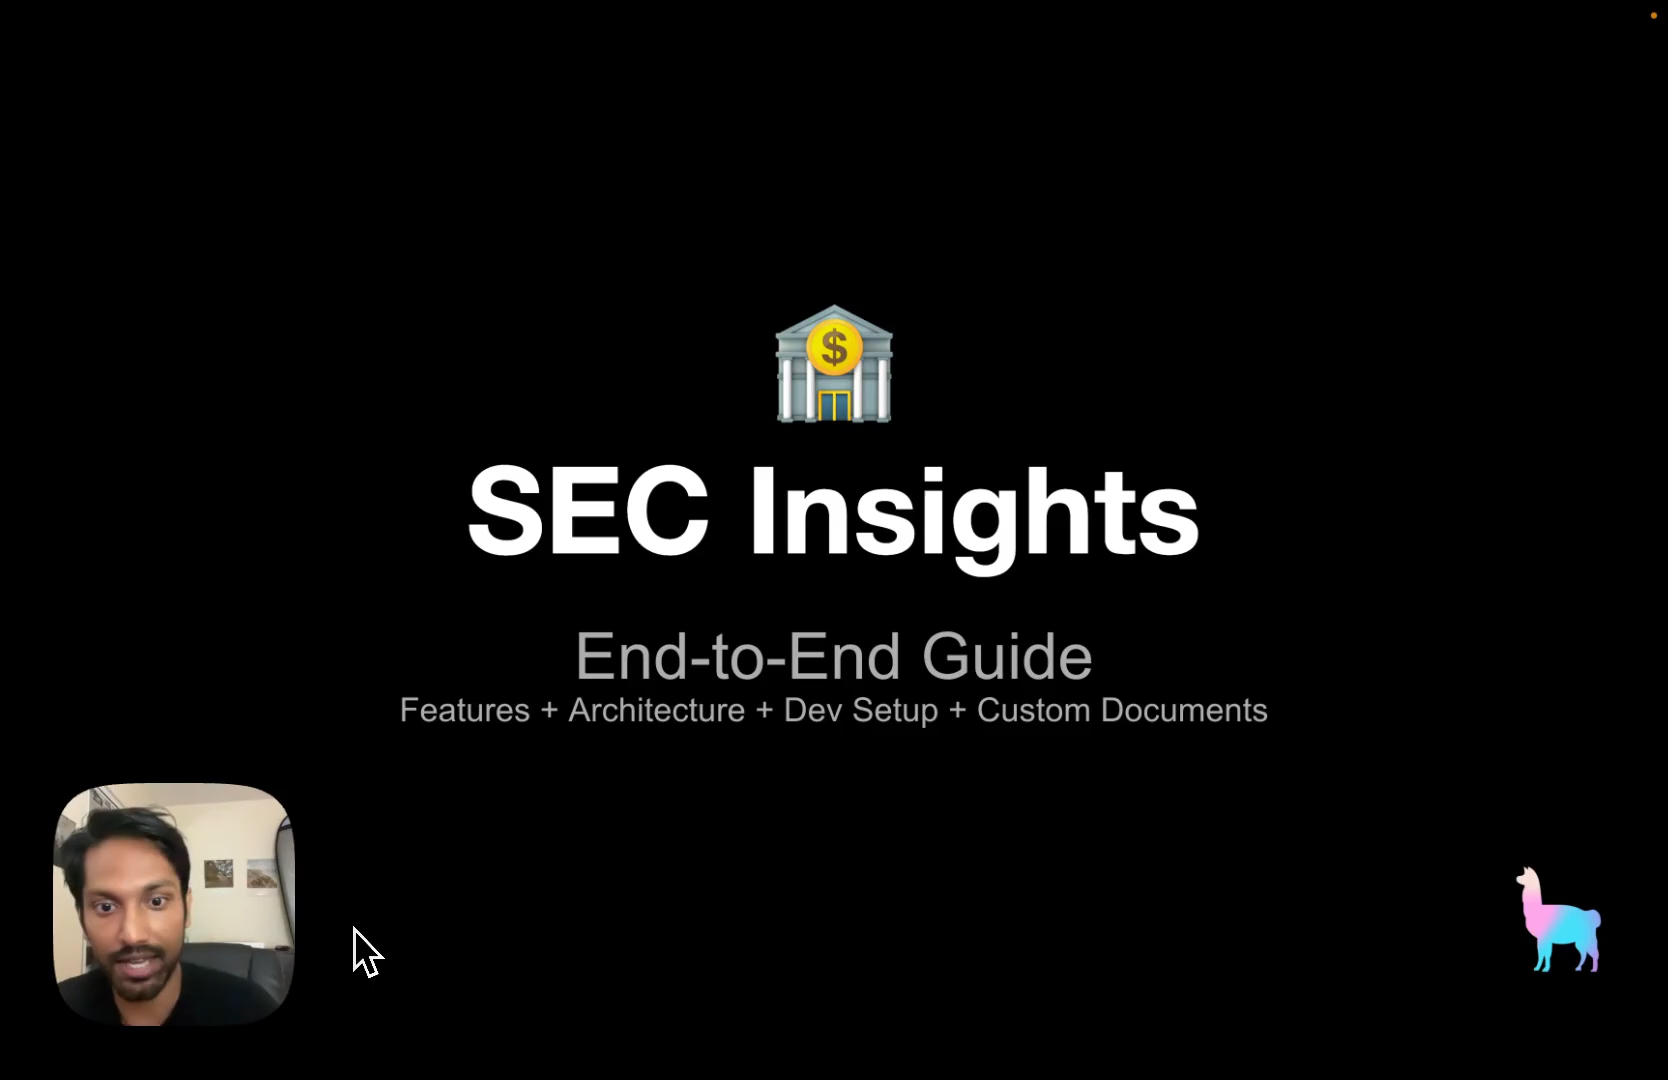 $
SEC Insights
End-to-End Guide
Features + Architecture + Dev Setup + Custom Documents